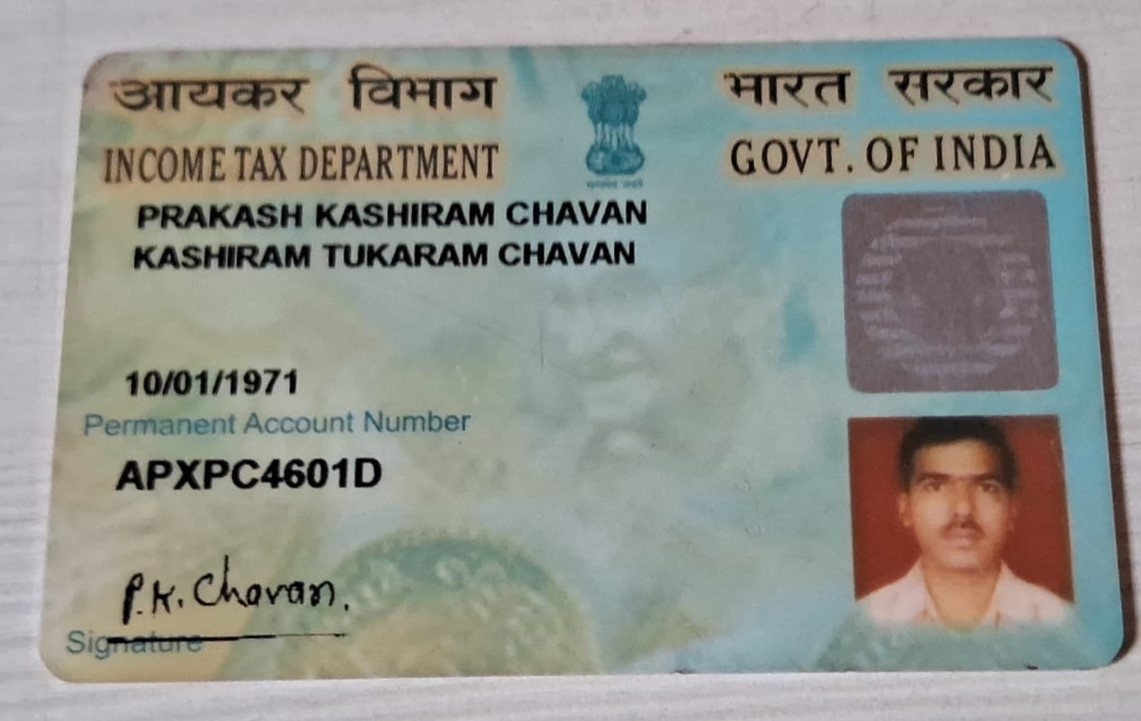 आयकर विभाग
भारत सरकार
INCOME TAX DEPARTMENT
GOVT. OF INDIA
PRAKASH KASHIRAM CHAVAN
KASHIRAM TUKARAM CHAVAN
10/01/1971
Permanent Account Number
APXPC4601D
P.K. Chavan.
Signature